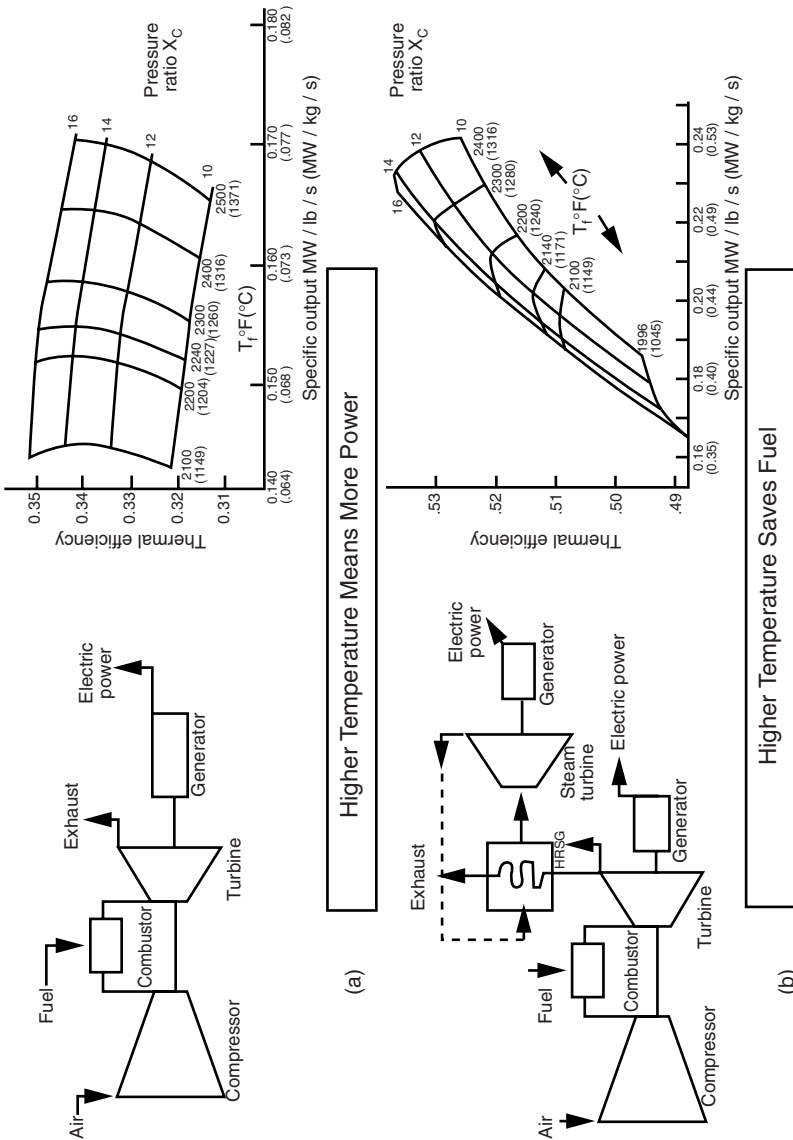 Air
Fuel
Combustor
Compressor
Exhaust
Turbine
Generator
Electric
power
(a)
Thermal efficiency
0.35
0.34
0.33
0.32
0.31
16
14
12
10
Pressure
ratio X_C
2100
(1149)
2200
(1204)
2240
(1227)
2300
(1260)
2400
(1316)
2500
(1371)
T_f°F(°C)
0.140
(.064)
0.150
(.068)
0.160
(.073)
0.170
(.077)
0.180
(.082)
Specific output MW / lb / s (MW / kg / s)
Higher Temperature Means More Power
Air
Fuel
Combustor
Compressor
Exhaust
HRSG
Turbine
Generator
Electric power
Steam
turbine
Generator
Electric
power
(b)
Thermal efficiency
.53
.52
.51
.50
.49
16
14
12
10
Pressure
ratio X_C
2400
(1316)
2300
(1280)
2200
(1240)
2140
(1171)
2100
(1149)
1996
(1045)
T_f°F(°C)
0.16
(0.35)
0.18
(0.40)
0.20
(0.44)
0.22
(0.49)
0.24
(0.53)
Specific output MW / lb / s (MW / kg / s)
Higher Temperature Saves Fuel